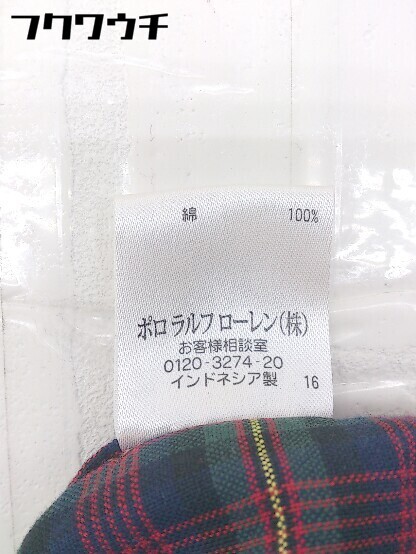 フクワウチ
綿 100%
ポロ ラルフ ローレン(株)
お客様相談室
0120-3274-20
インドネシア製 16